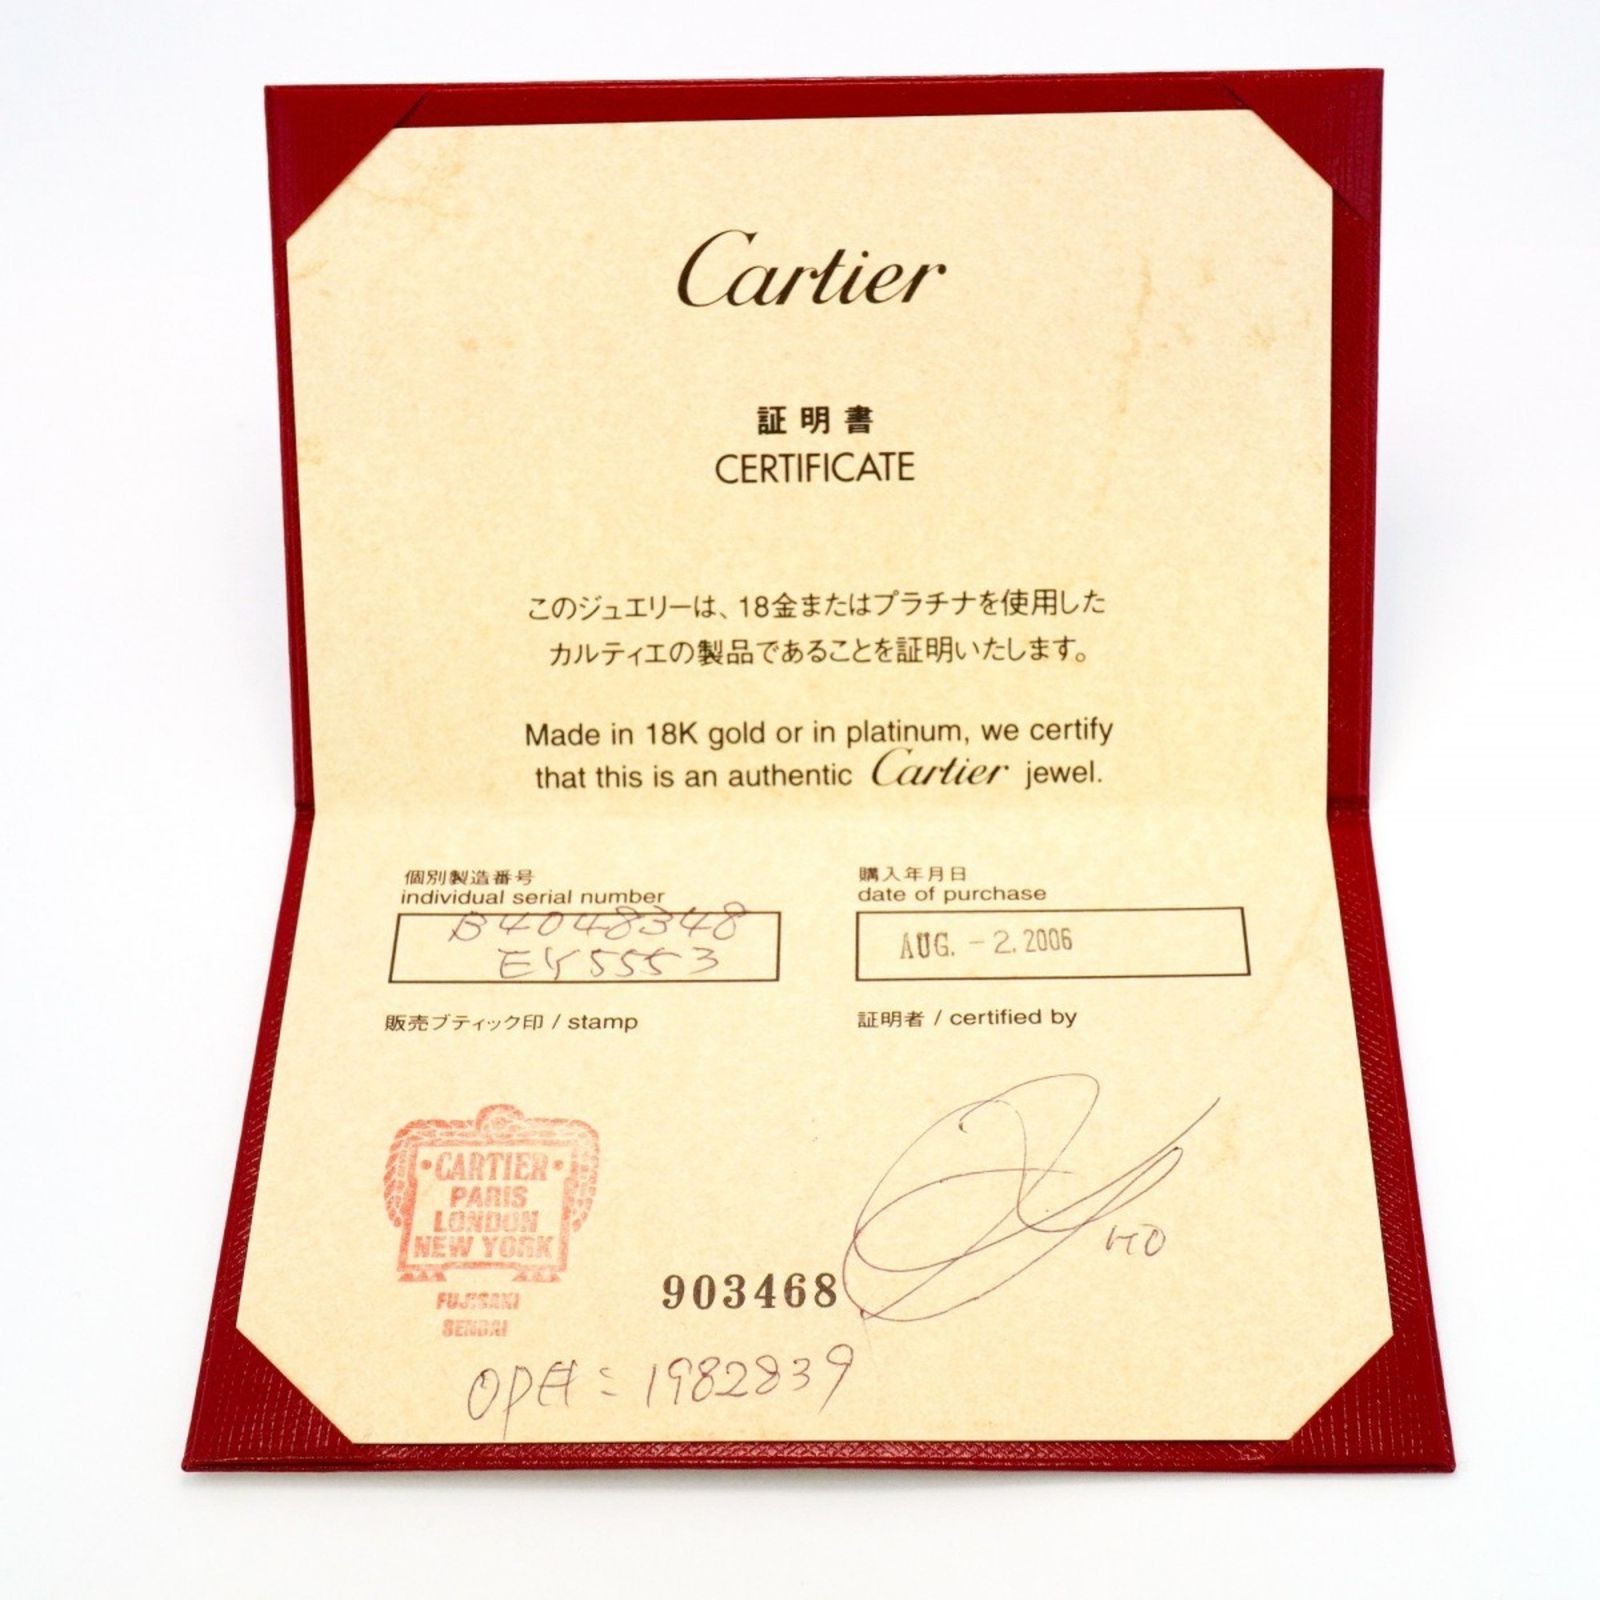 Cartier
証明書
CERTIFICATE
このジュエリーは、18金またはプラチナを使用した
カルティエの製品であることを証明いたします。
Made in 18K gold or in platinum, we certify
that this is an authentic Cartier jewel.
個別製造番号
individual serial number
B4048348
EY5553
購入年月日
date of purchase
AUG. -2. 2006
販売ブティック印 / stamp
証明者 / certified by
•CARTIER•
PARIS
LONDON
NEW YORK
FUJISAKI
SENDAI
903468
1982839